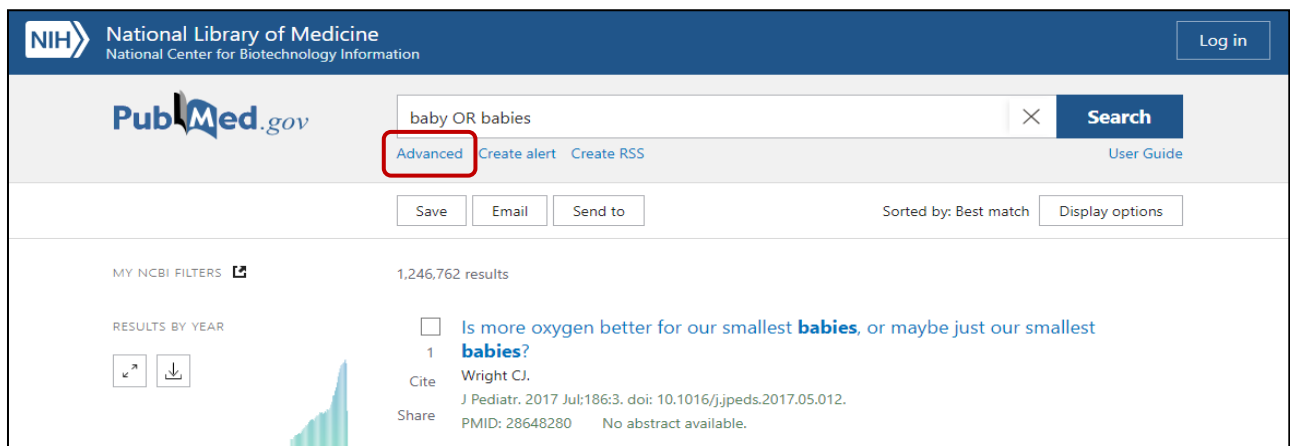 NIH National Library of Medicine
National Center for Biotechnology Information
Log in
PubMed.gov
baby OR babies
Search
Advanced Create alert Create RSS
User Guide
Save Email Send to
Sorted by: Best match Display options
MY NCBI FILTERS
1,246,762 results
RESULTS BY YEAR
Is more oxygen better for our smallest babies, or maybe just our smallest
babies?
1
Cite
Share
Wright CJ.
J Pediatr. 2017 Jul;186:3. doi: 10.1016/j.jpeds.2017.05.012.
PMID: 28648280 No abstract available.